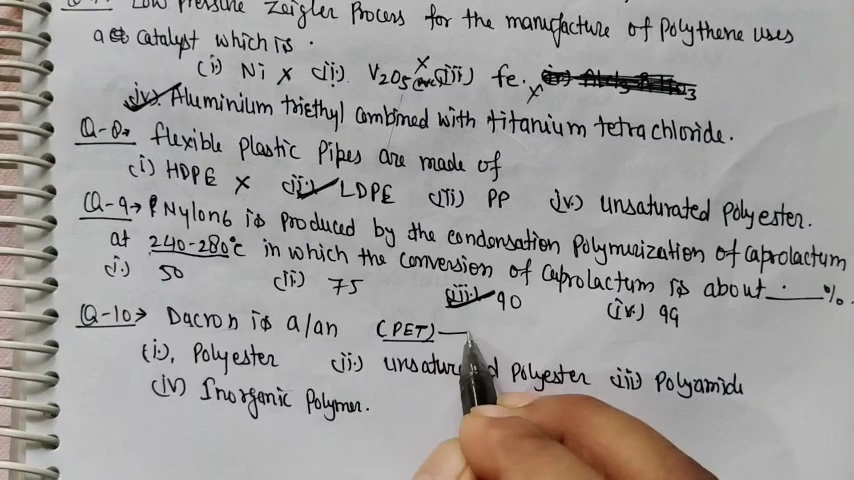 Low Pressure Zeigler Process for the manufacture of Polythene uses
a catalyst which is.
(i) Ni × (ii) V2O5 × (iii) fe. ×
(iv). Aluminium triethyl combined with titanium tetrachloride.
Q-8→ flexible plastic pipes are made of
(i) HDPE × (ii) LDPE (iii) PP (iv.) unsaturated polyester.
Q-9→ Nylon6 is produced by the condensation Polymerization of caprolactum
at 240-280°c in which the conversion of caprolactum is about ____%.
(i.) 50 (ii) 75 (iii.) 90 (iv.) 99
Q-10→ Dacron is a/an (PET)—
(i), Polyester (ii.) polyester (iii) Polyamide
(iv) Inorganic Polymer.